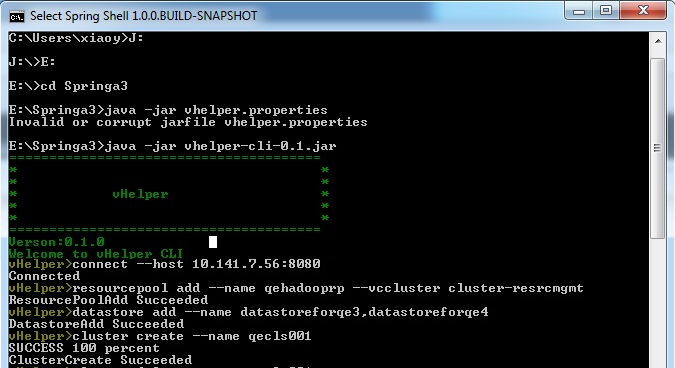 Select Spring Shell 1.0.0.BUILD-SNAPSHOT
C:\Users\xiaoy>J:
J:\>E:
E:\>cd Springa3
E:\Springa3>java -jar vhelper.properties
Invalid or corrupt jarfile vhelper.properties
E:\Springa3>java -jar vhelper-cli-0.1.jar
=======================================
* *
* *
* vHelper *
* *
* *
=======================================
Verson:0.1.0
Welcome to vHelper CLI
vHelper>connect --host 10.141.7.56:8080
Connected
vHelper>resourcepool add --name qehadooprp --vccluster cluster-resrcmgmt
ResourcePoolAdd Succeeded
vHelper>datastore add --name datastoreforqe3,datastoreforqe4
DatastoreAdd Succeeded
vHelper>cluster create --name qecls001
SUCCESS 100 percent
ClusterCreate Succeeded